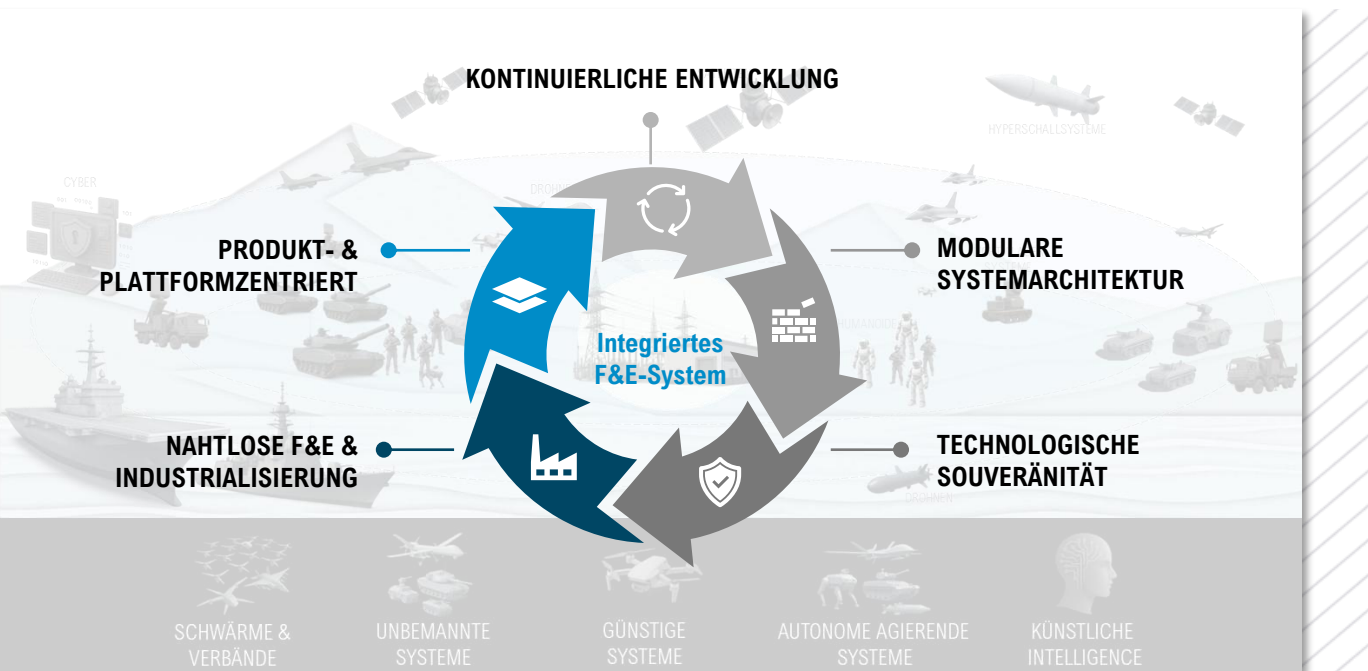 KONTINUIERLICHE ENTWICKLUNG
HYPERSCHALLSYSTEME
CYBER
PRODUKT- &
PLATTFORMZENTRIERT
MODULARE
SYSTEMARCHITEKTUR
Integriertes
F&E-System
NAHTLOSE F&E &
INDUSTRIALISIERUNG
TECHNOLOGISCHE
SOUVERÄNITÄT
DROHNEN
SCHWÄRME &
VERBÄNDE
UNBEMANNTE
SYSTEME
GÜNSTIGE
SYSTEME
AUTONOME AGIERENDE
SYSTEME
KÜNSTLICHE
INTELLIGENCE